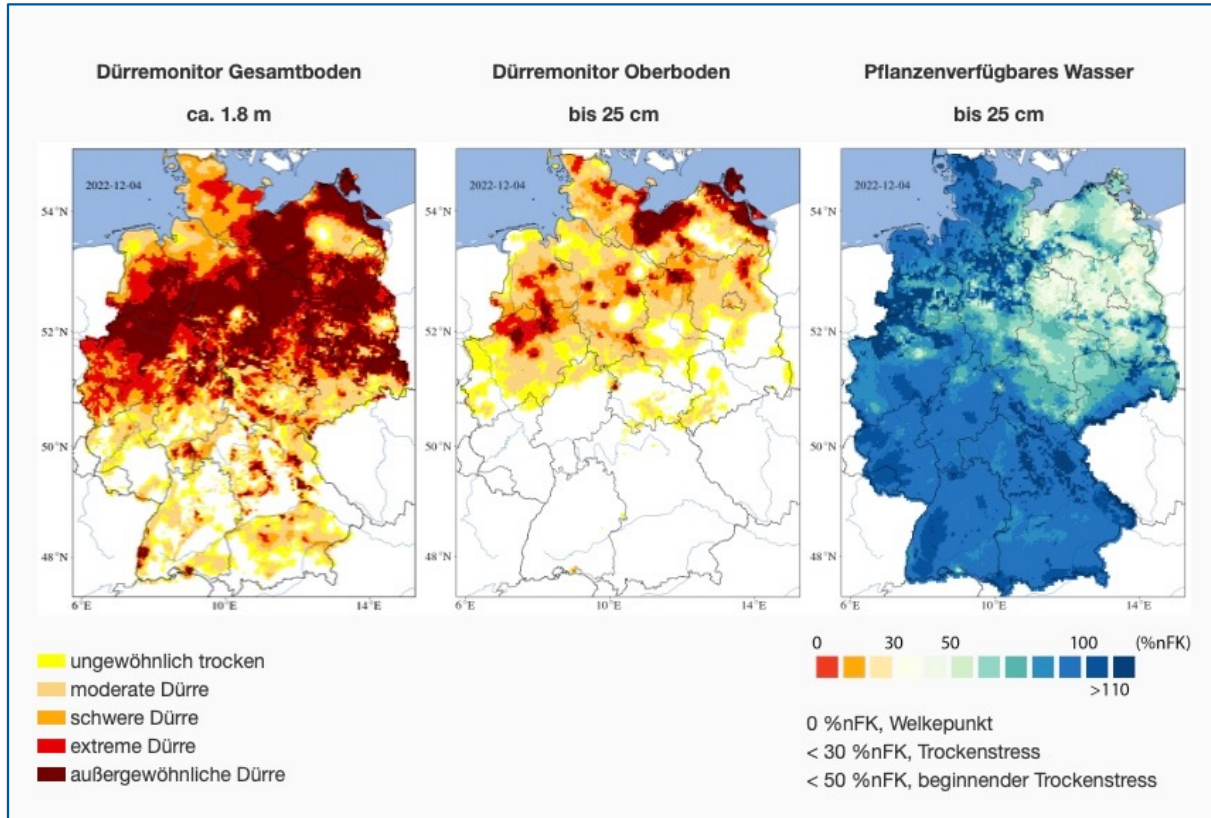 Dürremonitor Gesamtboden
ca. 1.8 m
Dürremonitor Oberboden
bis 25 cm
Pflanzenverfügbares Wasser
bis 25 cm
2022-12-04
54°N
52°N
50°N
48°N
6°E
10°E
14°E
2022-12-04
54°N
52°N
50°N
48°N
6°E
10°E
14°E
2022-12-04
54°N
52°N
50°N
48°N
6°E
10°E
14°E
ungewöhnlich trocken
moderate Dürre
schwere Dürre
extreme Dürre
außergewöhnliche Dürre
0 30 50 100 (%nFK)
>110
0 %nFK, Welkepunkt
< 30 %nFK, Trockenstress
< 50 %nFK, beginnender Trockenstress